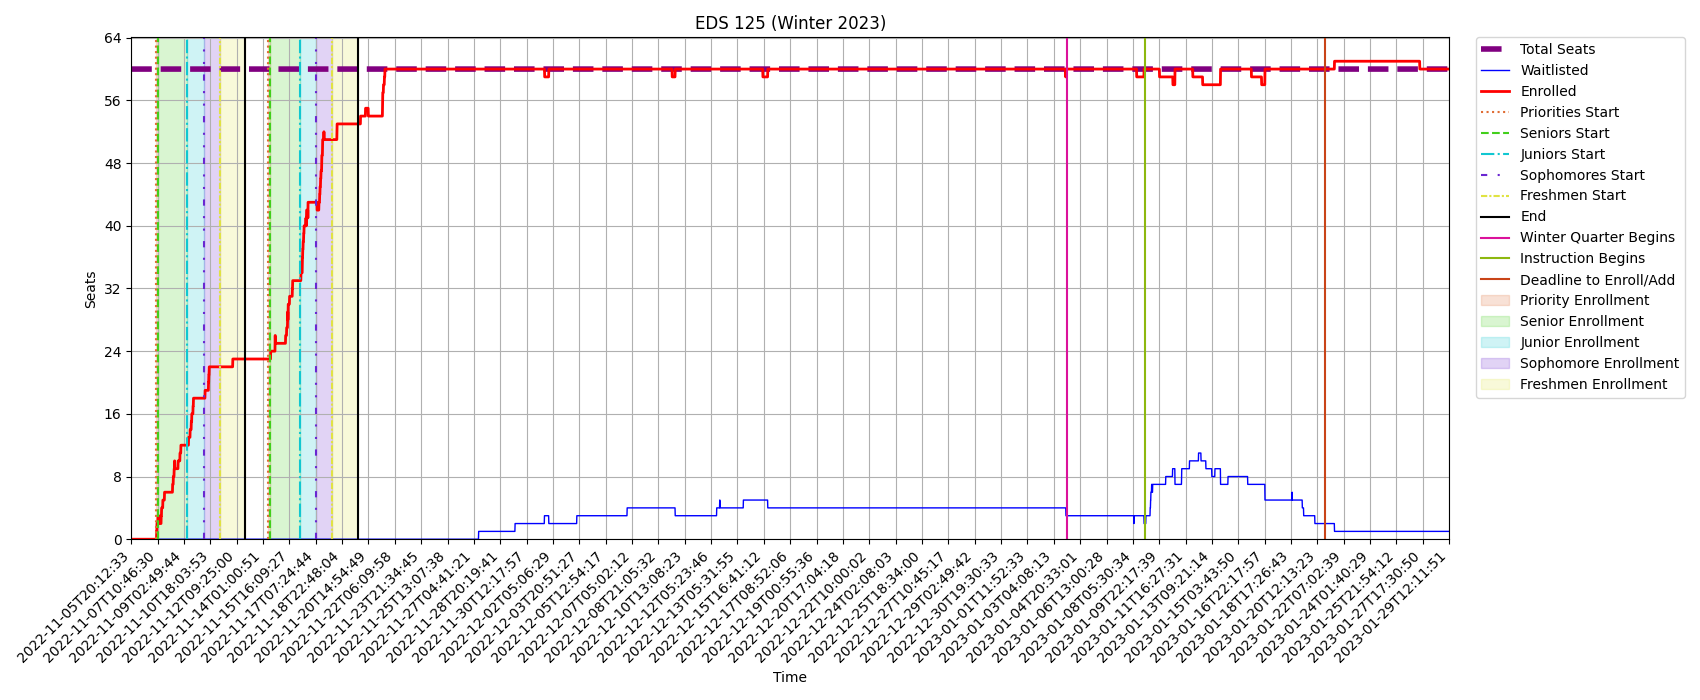 EDS 125 (Winter 2023)
Seats
64
56
48
40
32
24
16
8
0
2022-11-05T20:12:33
2022-11-07T10:46:30
2022-11-09T02:49:44
2022-11-10T18:03:53
2022-11-12T09:25:00
2022-11-14T01:00:51
2022-11-15T16:09:27
2022-11-17T07:24:44
2022-11-18T22:48:04
2022-11-20T14:54:49
2022-11-22T06:09:58
2022-11-23T21:34:45
2022-11-25T13:07:38
2022-11-27T04:41:21
2022-11-28T20:19:41
2022-11-30T12:17:57
2022-12-02T05:06:29
2022-12-03T20:51:27
2022-12-05T12:54:17
2022-12-07T05:02:12
2022-12-08T21:05:32
2022-12-10T13:08:23
2022-12-12T05:23:46
2022-12-13T05:31:55
2022-12-15T16:41:12
2022-12-17T08:52:06
2022-12-19T00:55:36
2022-12-20T17:04:18
2022-12-22T10:00:02
2022-12-24T02:08:03
2022-12-25T18:34:00
2022-12-27T10:45:17
2022-12-29T02:49:42
2022-12-30T19:30:33
2023-01-01T11:52:33
2023-01-03T04:08:13
2023-01-04T20:33:01
2023-01-06T13:00:28
2023-01-08T05:30:34
2023-01-09T22:17:39
2023-01-11T16:27:31
2023-01-13T09:21:14
2023-01-15T03:43:50
2023-01-16T22:17:57
2023-01-18T17:26:43
2023-01-20T12:13:23
2023-01-22T07:02:39
2023-01-24T01:40:29
2023-01-25T21:54:12
2023-01-27T17:30:50
2023-01-29T12:11:51
Time
Total Seats
Waitlisted
Enrolled
Priorities Start
Seniors Start
Juniors Start
Sophomores Start
Freshmen Start
End
Winter Quarter Begins
Instruction Begins
Deadline to Enroll/Add
Priority Enrollment
Senior Enrollment
Junior Enrollment
Sophomore Enrollment
Freshmen Enrollment